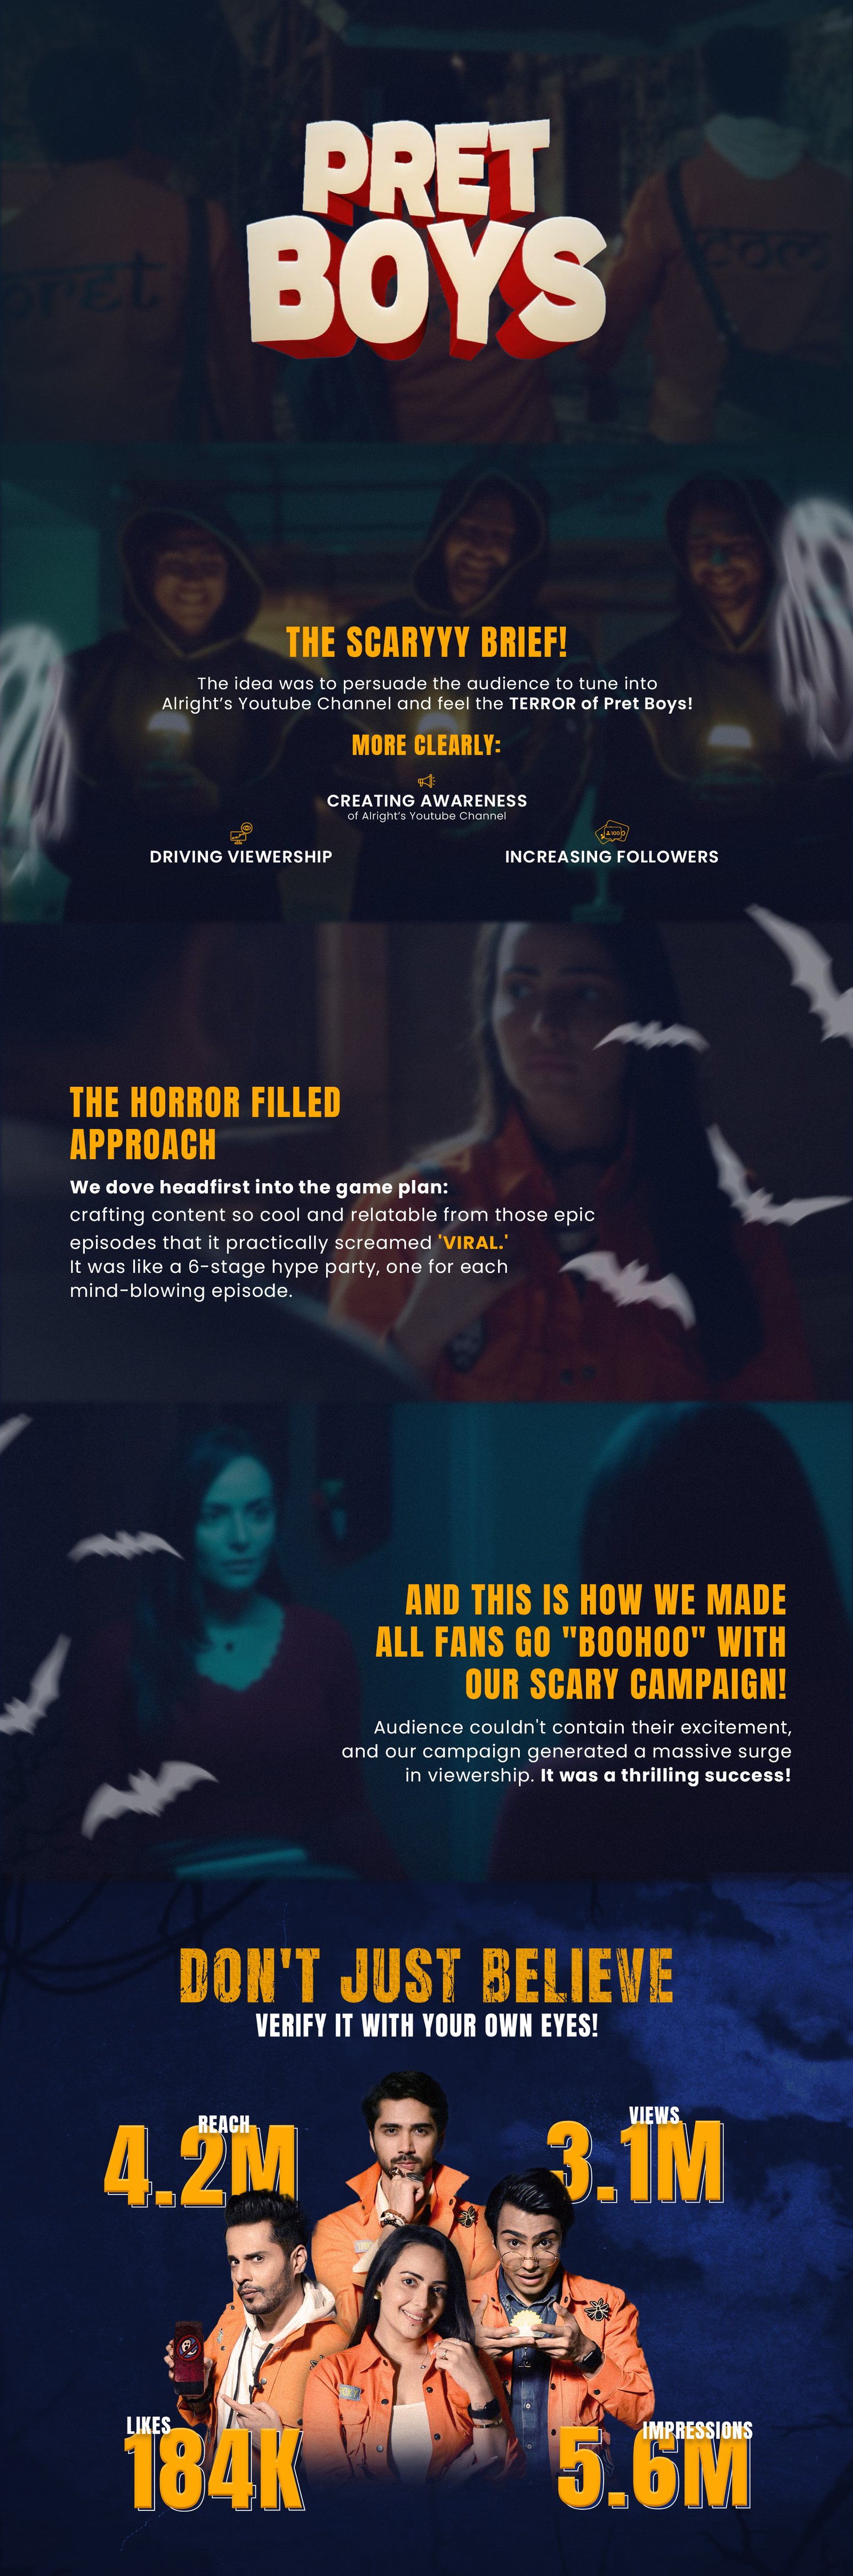 PRET
BOYS
pret
com
THE SCARYYY BRIEF!
The idea was to persuade the audience to tune into
Alright's Youtube Channel and feel the TERROR of Pret Boys!
MORE CLEARLY:
CREATING AWARENESS
of Alright's Youtube Channel
DRIVING VIEWERSHIP
INCREASING FOLLOWERS
THE HORROR FILLED
APPROACH
We dove headfirst into the game plan:
crafting content so cool and relatable from those epic
episodes that it practically screamed 'VIRAL.'
It was like a 6-stage hype party, one for each
mind-blowing episode.
AND THIS IS HOW WE MADE
ALL FANS GO "BOOHOO" WITH
OUR SCARY CAMPAIGN!
Audience couldn't contain their excitement,
and our campaign generated a massive surge
in viewership. It was a thrilling success!
DON'T JUST BELIEVE
VERIFY IT WITH YOUR OWN EYES!
REACH
4.2M
VIEWS
3.1M
LIKES
184K
IMPRESSIONS
5.6M